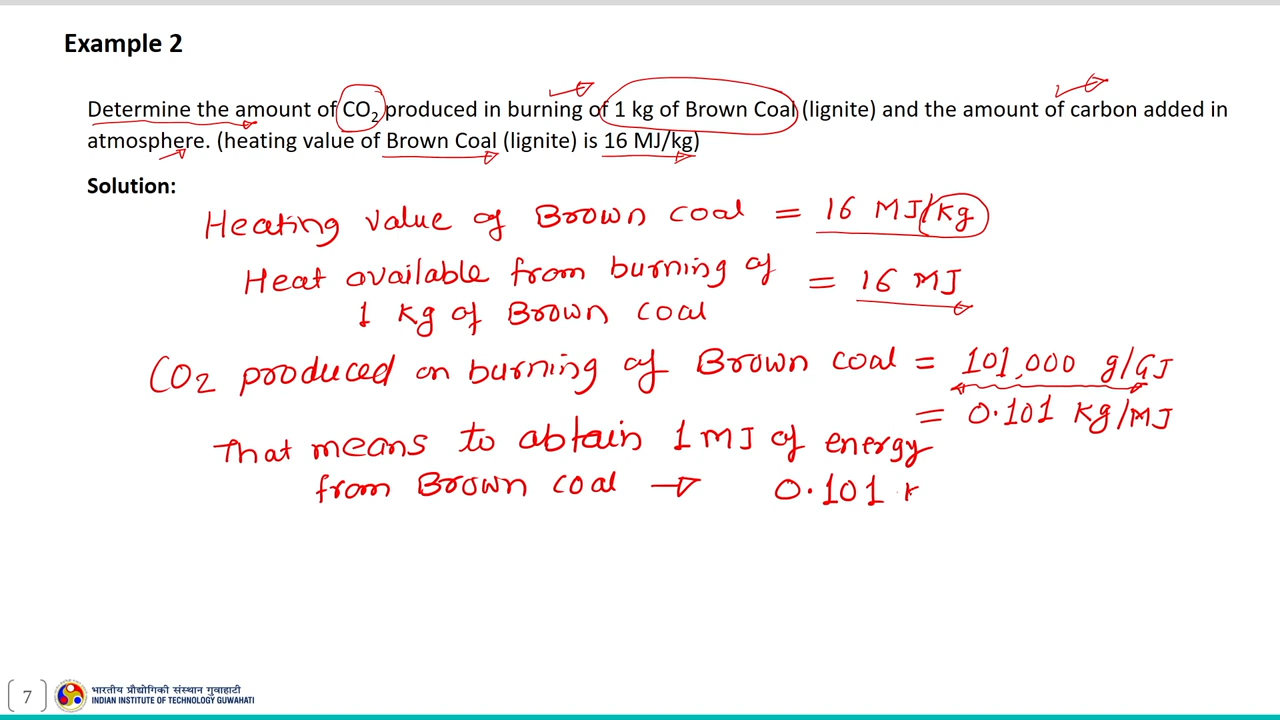 Example 2
Determine the amount of CO₂ produced in burning of 1 kg of Brown Coal (lignite) and the amount of carbon added in
atmosphere. (heating value of Brown Coal (lignite) is 16 MJ/kg)
Solution:
Heating value of Brown coal = 16 MJ/kg
Heat available from burning of = 16 MJ
1 kg of Brown coal
CO₂ produced on burning of Brown coal = 101,000 g/GJ
= 0.101 kg/MJ
That means to obtain 1 MJ of energy
from Brown coal → 0.101 k
7
भारतीय प्रौद्योगिकी संस्थान गुवाहाटी
INDIAN INSTITUTE OF TECHNOLOGY GUWAHATI